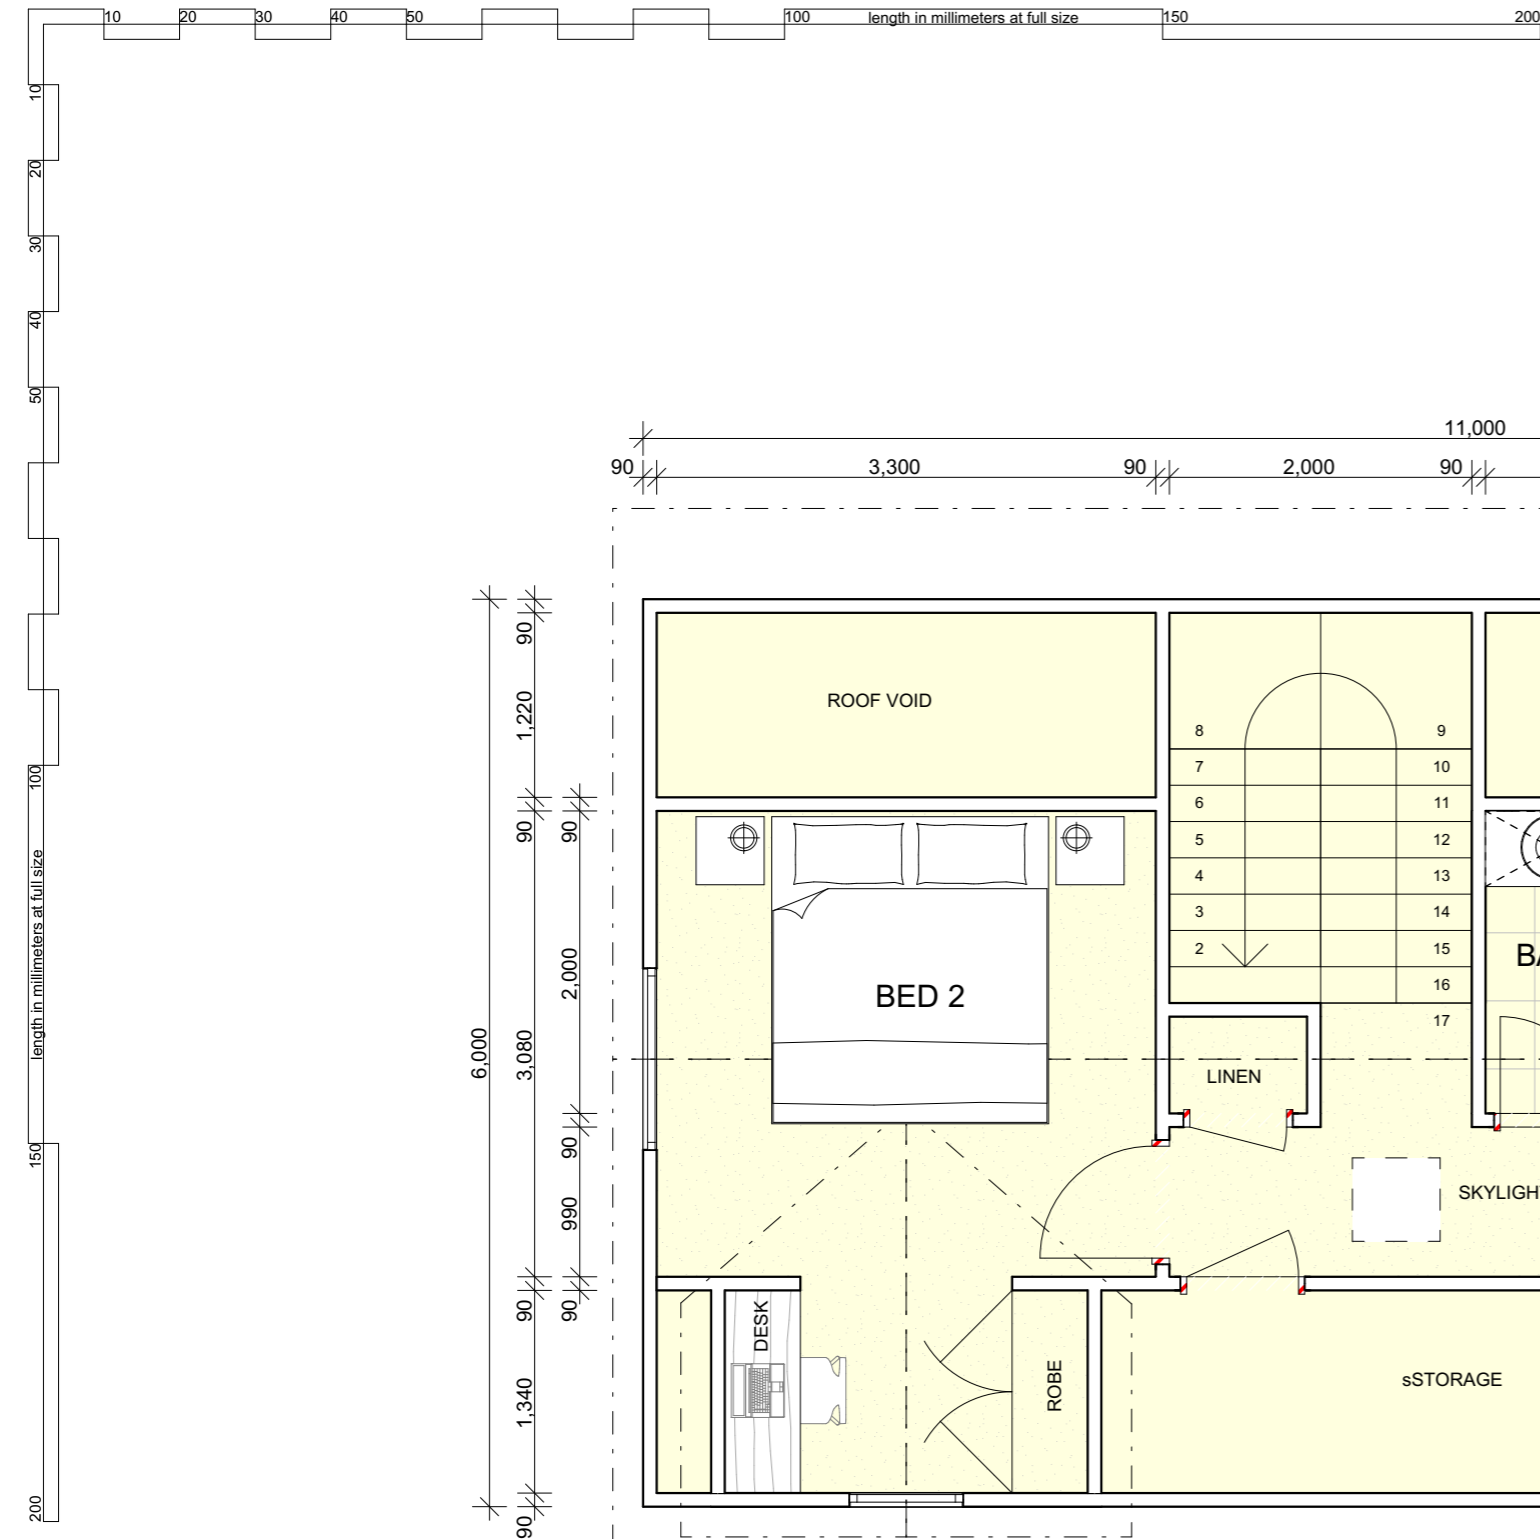 10 20 30 40 50 100 length in millimeters at full size 150 200
10
20
30
40
50
100
length in millimeters at full size
150
200
11,000
90 3,300 90 2,000 90
90
1,220
90
3,080
90
1,340
90
6,000
90
2,000
90
990
90
ROOF VOID
8 9
7 10
6 11
5 12
4 13
3 14
2 15
16
17
BED 2
BA
LINEN
SKYLIGH
DESK
ROBE
sSTORAGE